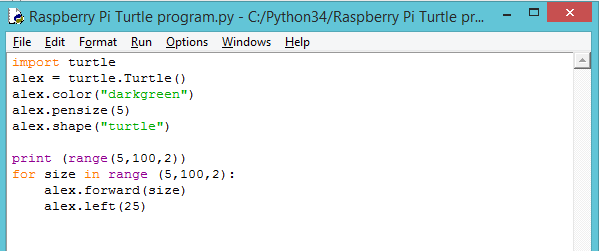 Raspberry Pi Turtle program.py - C:/Python34/Raspberry Pi Turtle pr...
File Edit Format Run Options Windows Help
import turtle
alex = turtle.Turtle()
alex.color("darkgreen")
alex.pensize(5)
alex.shape("turtle")

print (range(5,100,2))
for size in range (5,100,2):
    alex.forward(size)
    alex.left(25)